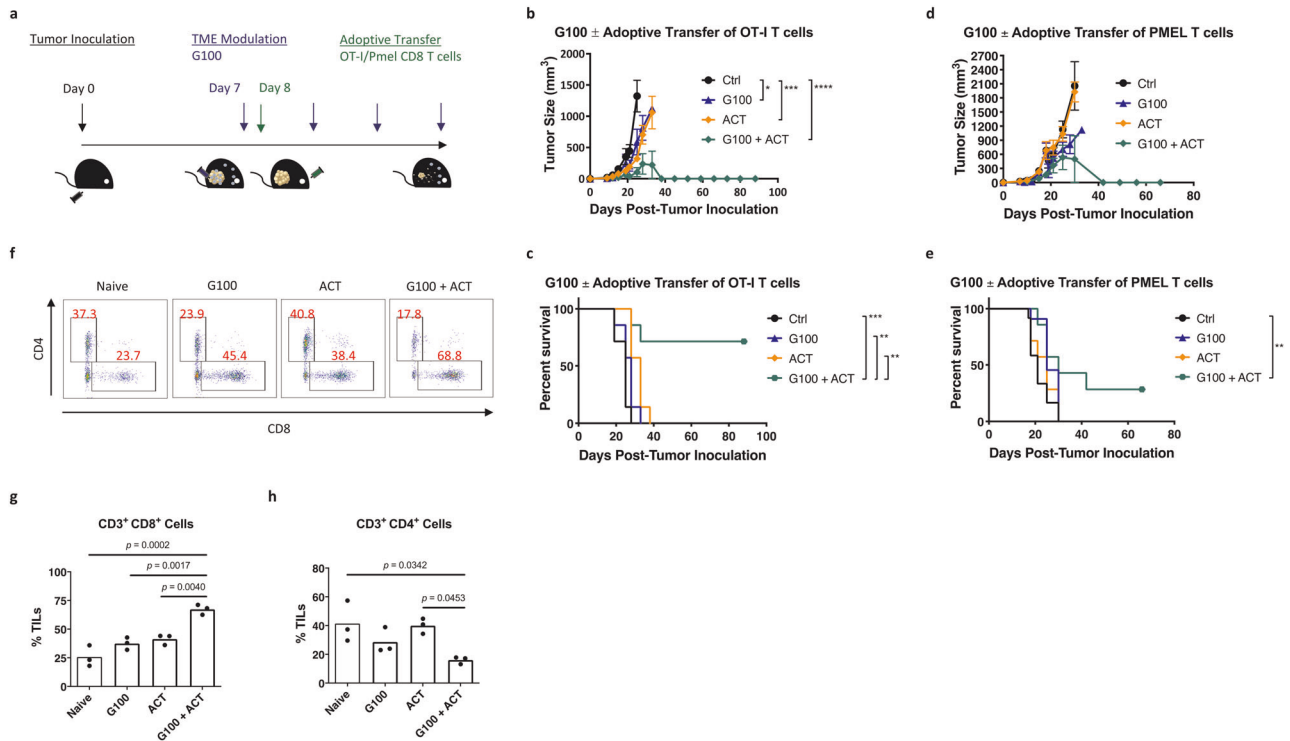 a
Tumor Inoculation
TME Modulation
G100
Adoptive Transfer
OT-I/Pmel CD8 T cells
Day 0
Day 7
Day 8
b
G100 ± Adoptive Transfer of OT-I T cells
Tumor Size (mm³)
2000
1500
1000
500
0
0 20 40 60 80 100
Days Post-Tumor Inoculation
Ctrl
G100
ACT
G100 + ACT
*
***
****
d
G100 ± Adoptive Transfer of PMEL T cells
Tumor Size (mm³)
2700
2400
2100
1800
1500
1200
900
600
300
0
0 20 40 60 80
Days Post-Tumor Inoculation
Ctrl
G100
ACT
G100 + ACT
f
Naive
G100
ACT
G100 + ACT
CD4
37.3
23.7
23.9
45.4
40.8
38.4
17.8
68.8
CD8
c
G100 ± Adoptive Transfer of OT-I T cells
Percent survival
100
50
0
0 20 40 60 80 100
Days Post-Tumor Inoculation
Ctrl
G100
ACT
G100 + ACT
***
**
**
e
G100 ± Adoptive Transfer of PMEL T cells
Percent survival
100
50
0
0 20 40 60 80
Days Post-Tumor Inoculation
Ctrl
G100
ACT
G100 + ACT
**
g
CD3⁺ CD8⁺ Cells
p = 0.0002
p = 0.0017
p = 0.0040
% TILs
100
75
50
25
0
Naive
G100
ACT
G100 + ACT
h
CD3⁺ CD4⁺ Cells
p = 0.0342
p = 0.0453
% TILs
80
60
40
20
0
Naive
G100
ACT
G100 + ACT